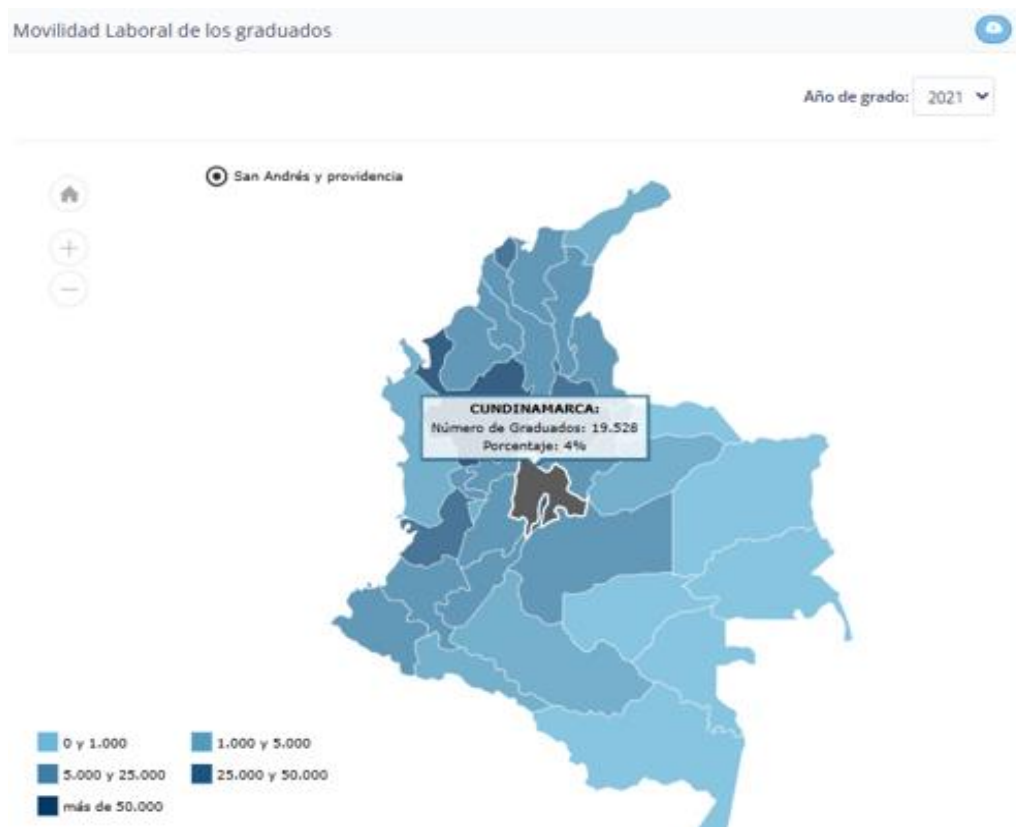 Movilidad Laboral de los graduados
Año de grado: 2021
San Andrés y providencia
CUNDINAMARCA:
Número de Graduados: 19.528
Porcentaje: 4%
0 y 1.000
1.000 y 5.000
5.000 y 25.000
25.000 y 50.000
más de 50.000